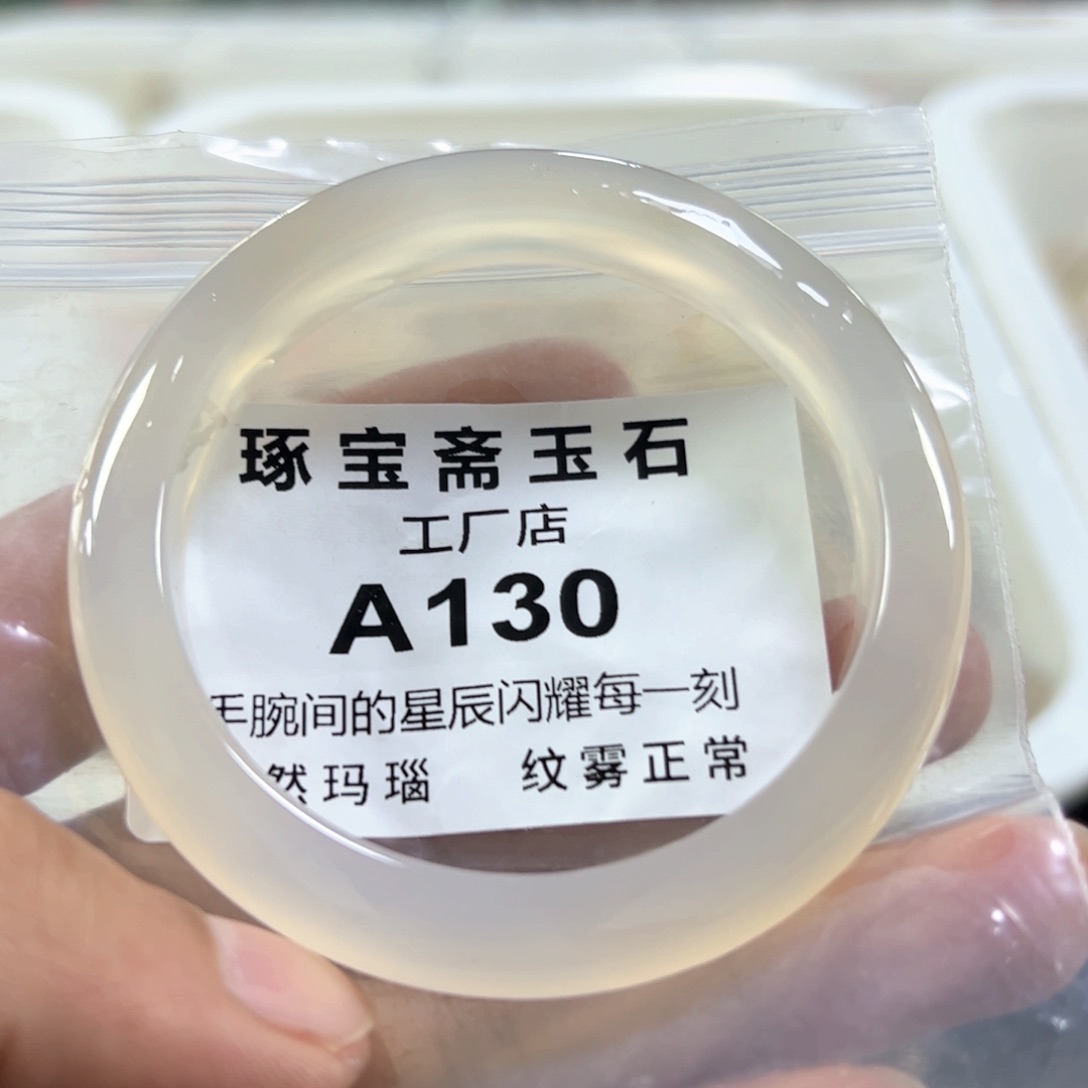 琢宝斋玉石
工厂店
A130
腕间的星辰闪耀每一刻
然玛瑙 纹雾正常